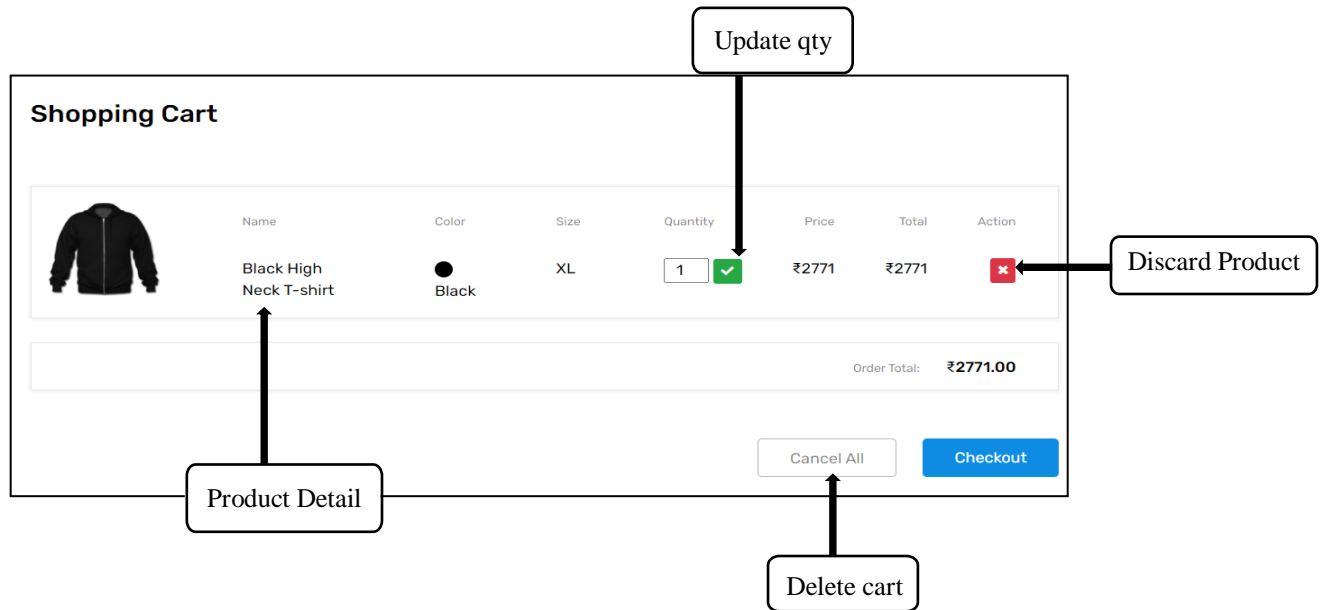 Update qty
Shopping Cart
Name Color Size Quantity Price Total Action
Black High
Neck T-shirt
Black
XL
1
₹2771
₹2771
Discard Product
Order Total: ₹2771.00
Cancel All
Checkout
Product Detail
Delete cart